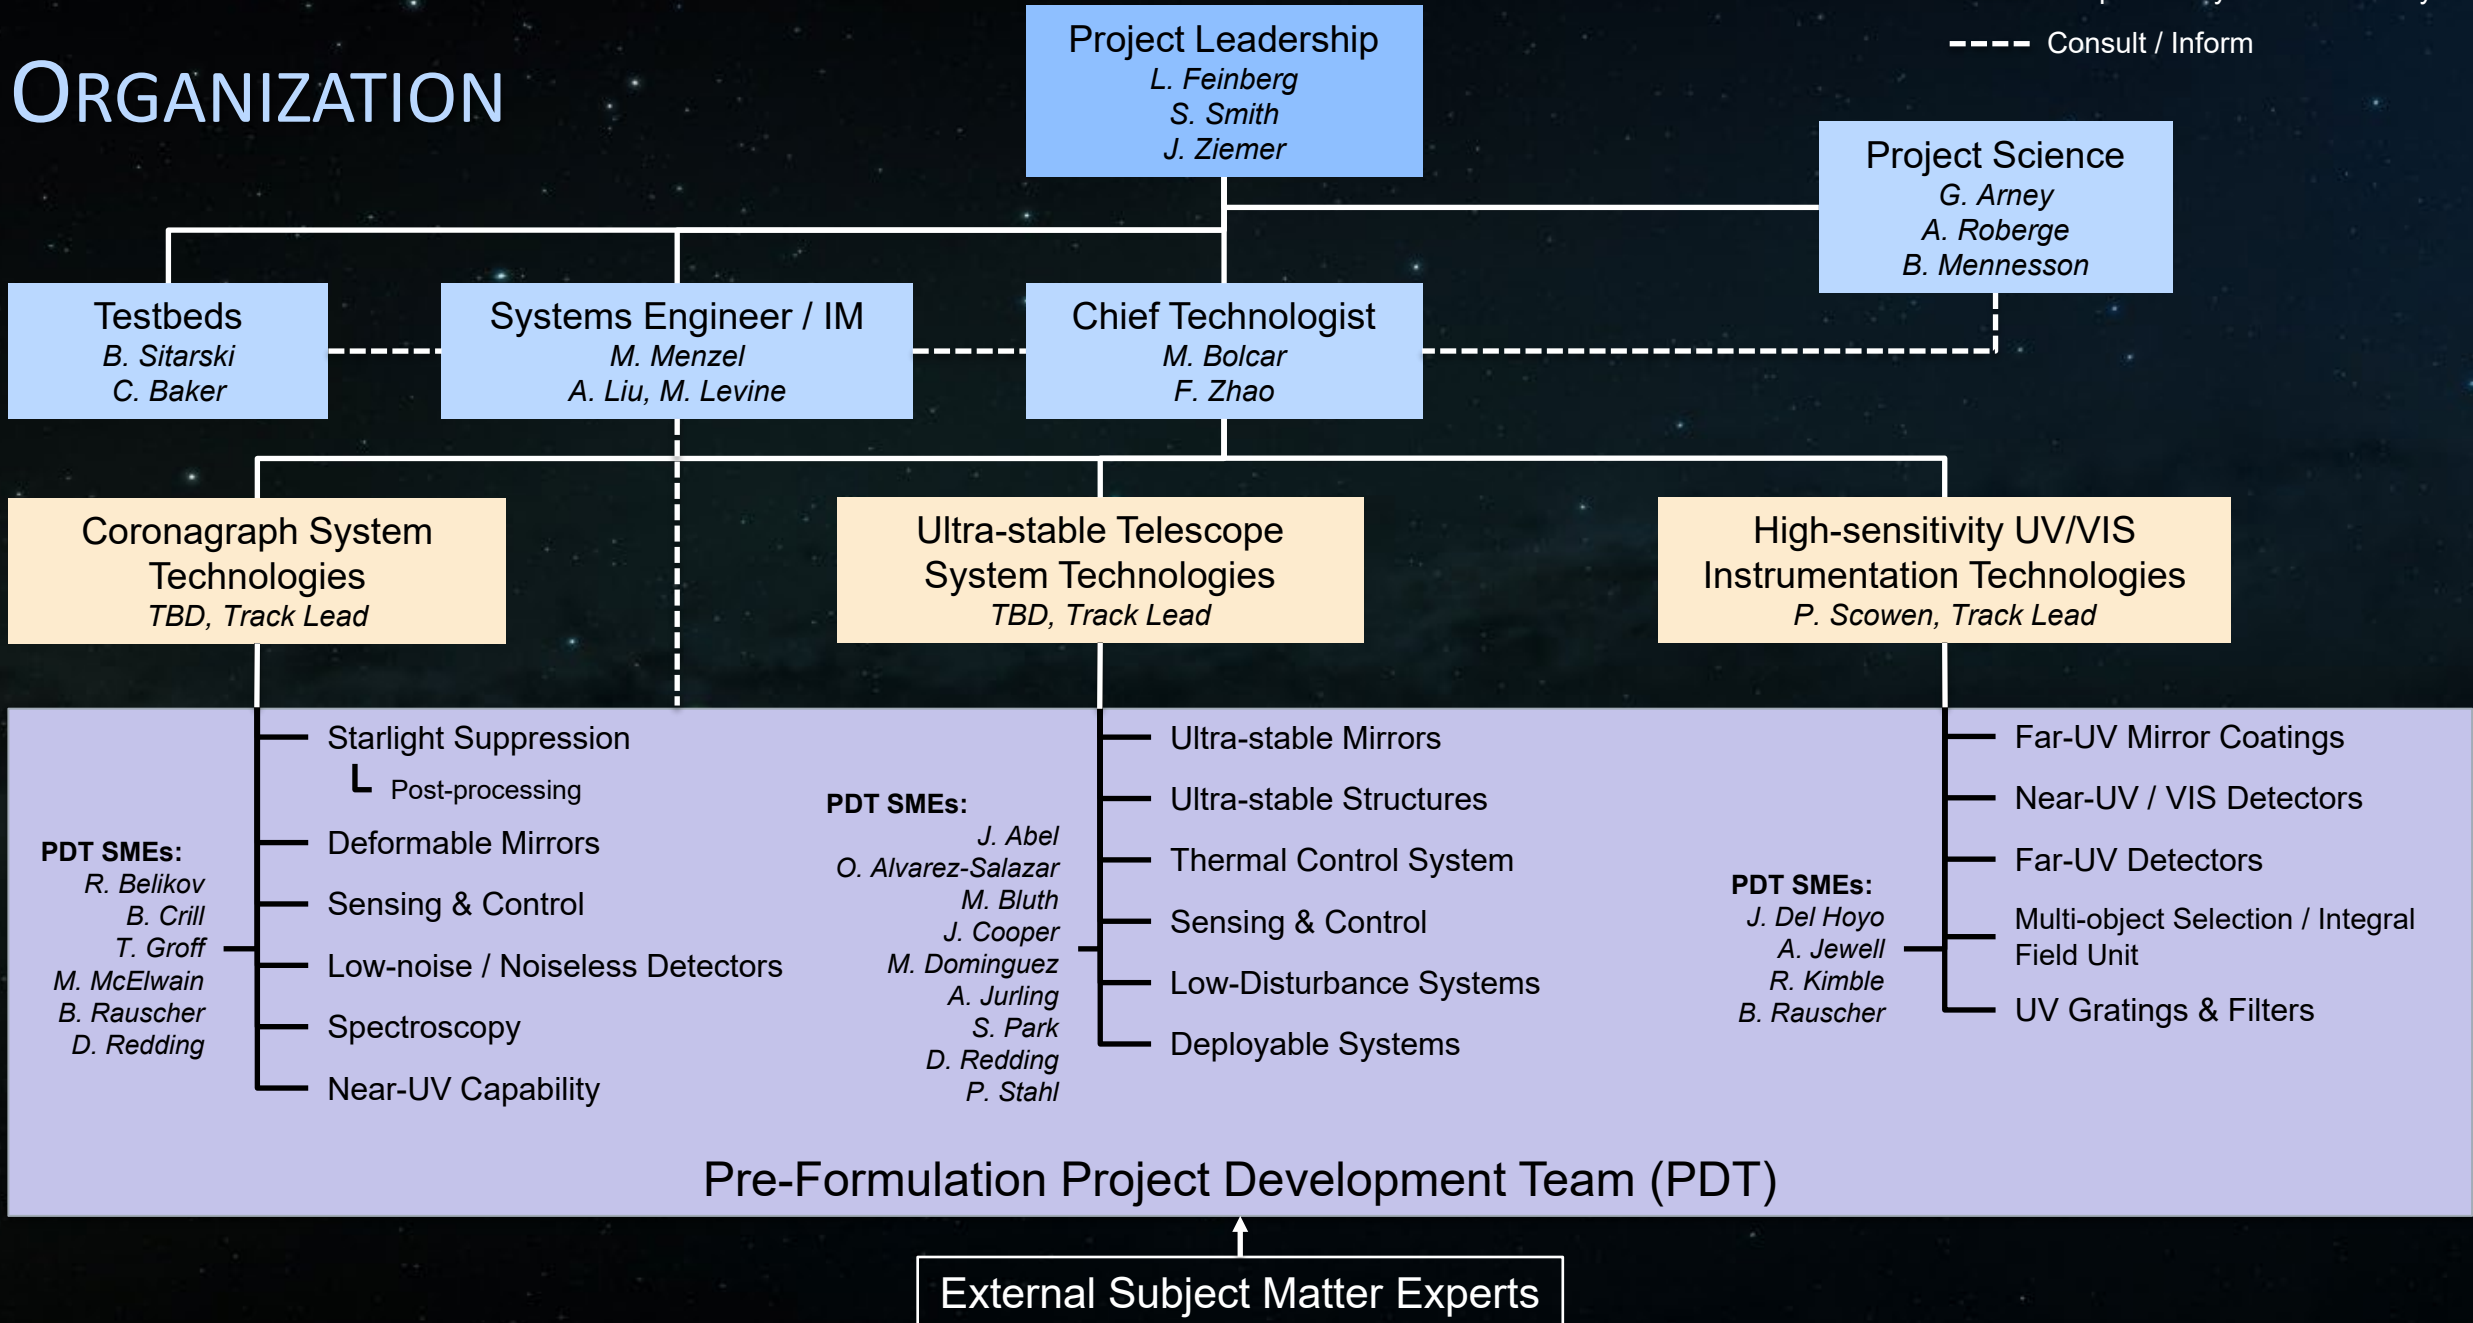 ORGANIZATION
Consult / Inform
Project Leadership
L. Feinberg
S. Smith
J. Ziemer
Project Science
G. Arney
A. Roberge
B. Mennesson
Testbeds
B. Sitarski
C. Baker
Systems Engineer / IM
M. Menzel
A. Liu, M. Levine
Chief Technologist
M. Bolcar
F. Zhao
Coronagraph System
Technologies
TBD, Track Lead
Ultra-stable Telescope
System Technologies
TBD, Track Lead
High-sensitivity UV/VIS
Instrumentation Technologies
P. Scowen, Track Lead
PDT SMEs:
R. Belikov
B. Crill
T. Groff
M. McElwain
B. Rauscher
D. Redding
Starlight Suppression
Post-processing
Deformable Mirrors
Sensing & Control
Low-noise / Noiseless Detectors
Spectroscopy
Near-UV Capability
PDT SMEs:
J. Abel
O. Alvarez-Salazar
M. Bluth
J. Cooper
M. Dominguez
A. Jurling
S. Park
D. Redding
P. Stahl
Ultra-stable Mirrors
Ultra-stable Structures
Thermal Control System
Sensing & Control
Low-Disturbance Systems
Deployable Systems
PDT SMEs:
J. Del Hoyo
A. Jewell
R. Kimble
B. Rauscher
Far-UV Mirror Coatings
Near-UV / VIS Detectors
Far-UV Detectors
Multi-object Selection / Integral
Field Unit
UV Gratings & Filters
Pre-Formulation Project Development Team (PDT)
External Subject Matter Experts